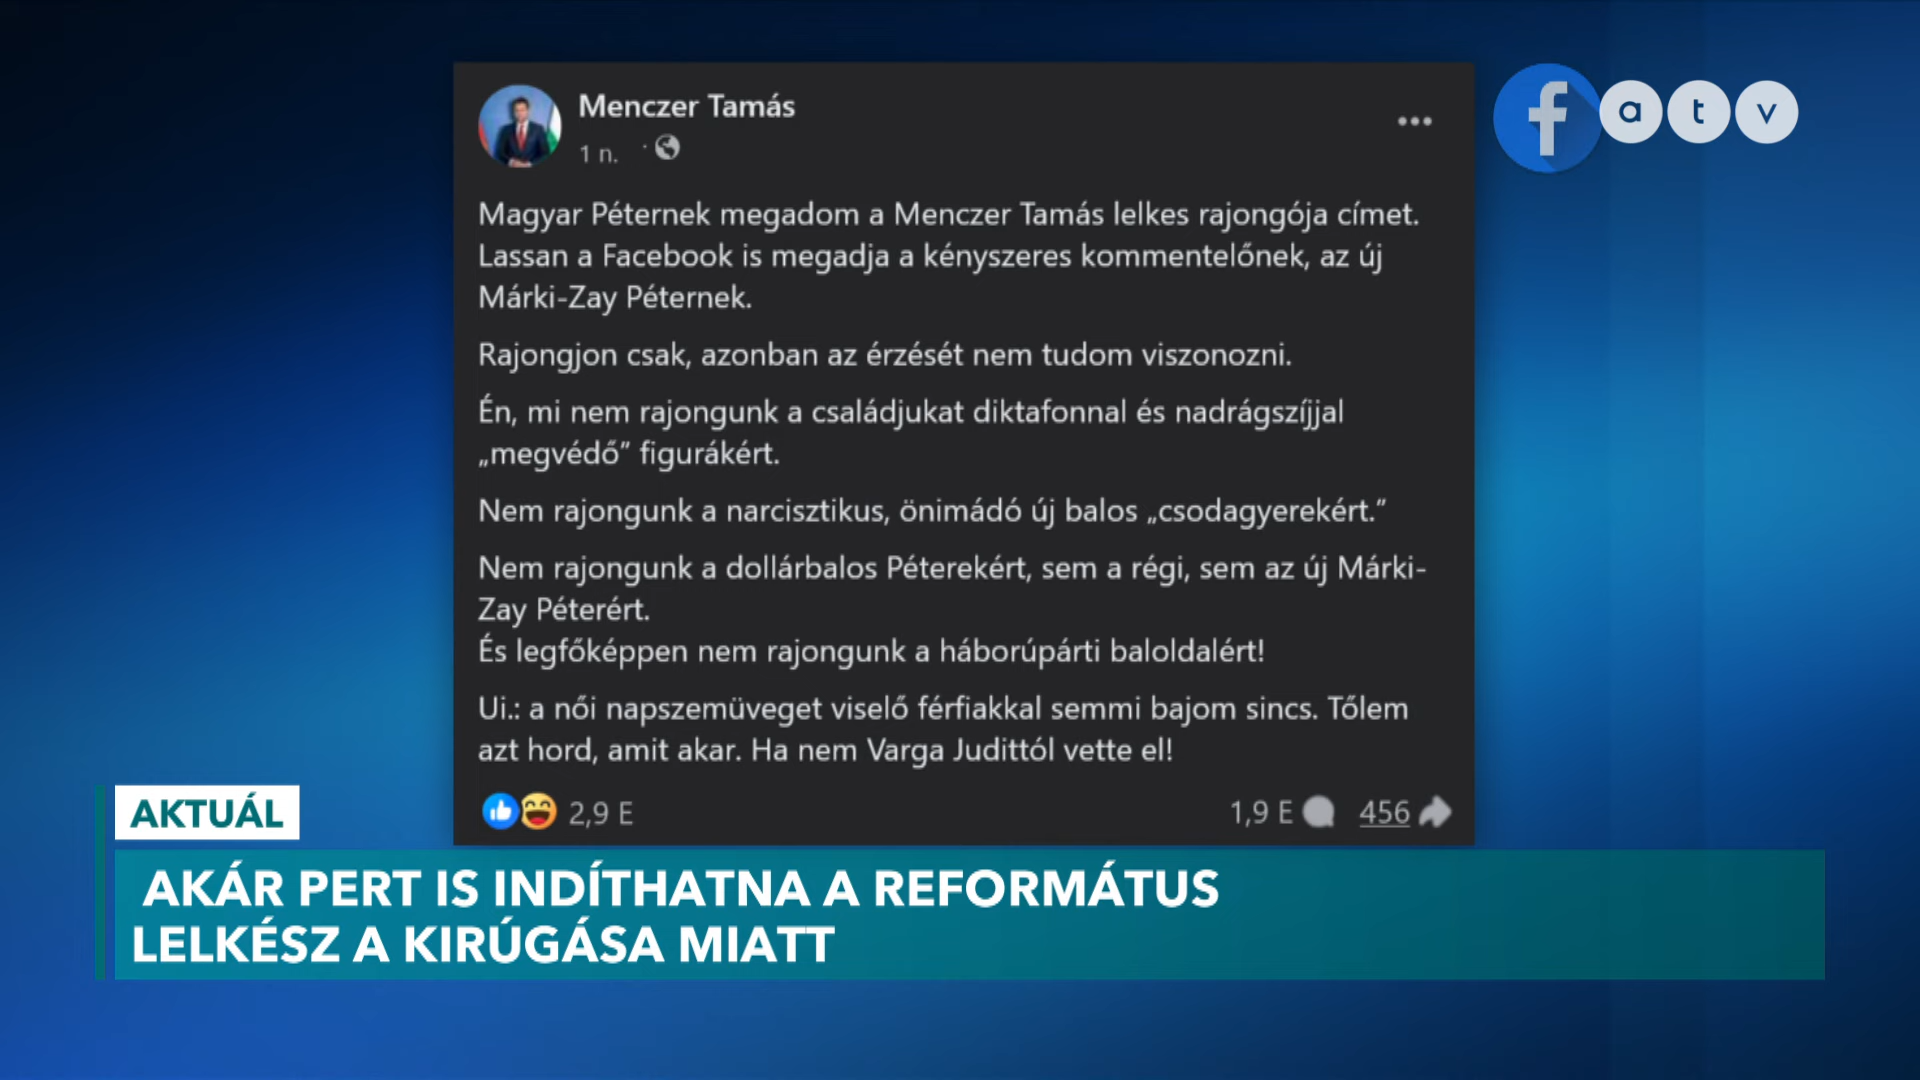 Menczer Tamás
1 n. ·
Magyar Péternek megadom a Menczer Tamás lelkes rajongója címet.
Lassan a Facebook is megadja a kényszeres kommentelőnek, az új
Márki-Zay Péternek.
Rajongjon csak, azonban az érzését nem tudom viszonozni.
Én, mi nem rajongunk a családjukat diktafonnal és nadrágszíjjal
„megvédő” figurákért.
Nem rajongunk a narcisztikus, önimádó új balos „csodagyerekért.”
Nem rajongunk a dollárbalos Péterekért, sem a régi, sem az új Márki-
Zay Péterért.
És legfőképpen nem rajongunk a háborúpárti baloldalért!
Ui.: a női napszemüveget viselő férfiakkal semmi bajom sincs. Tőlem
azt hord, amit akar. Ha nem Varga Judittól vette el!
2,9 E
1,9 E 456
f atv
AKTUÁL
AKÁR PERT IS INDÍTHATNA A REFORMÁTUS
LELKÉSZ A KIRÚGÁSA MIATT